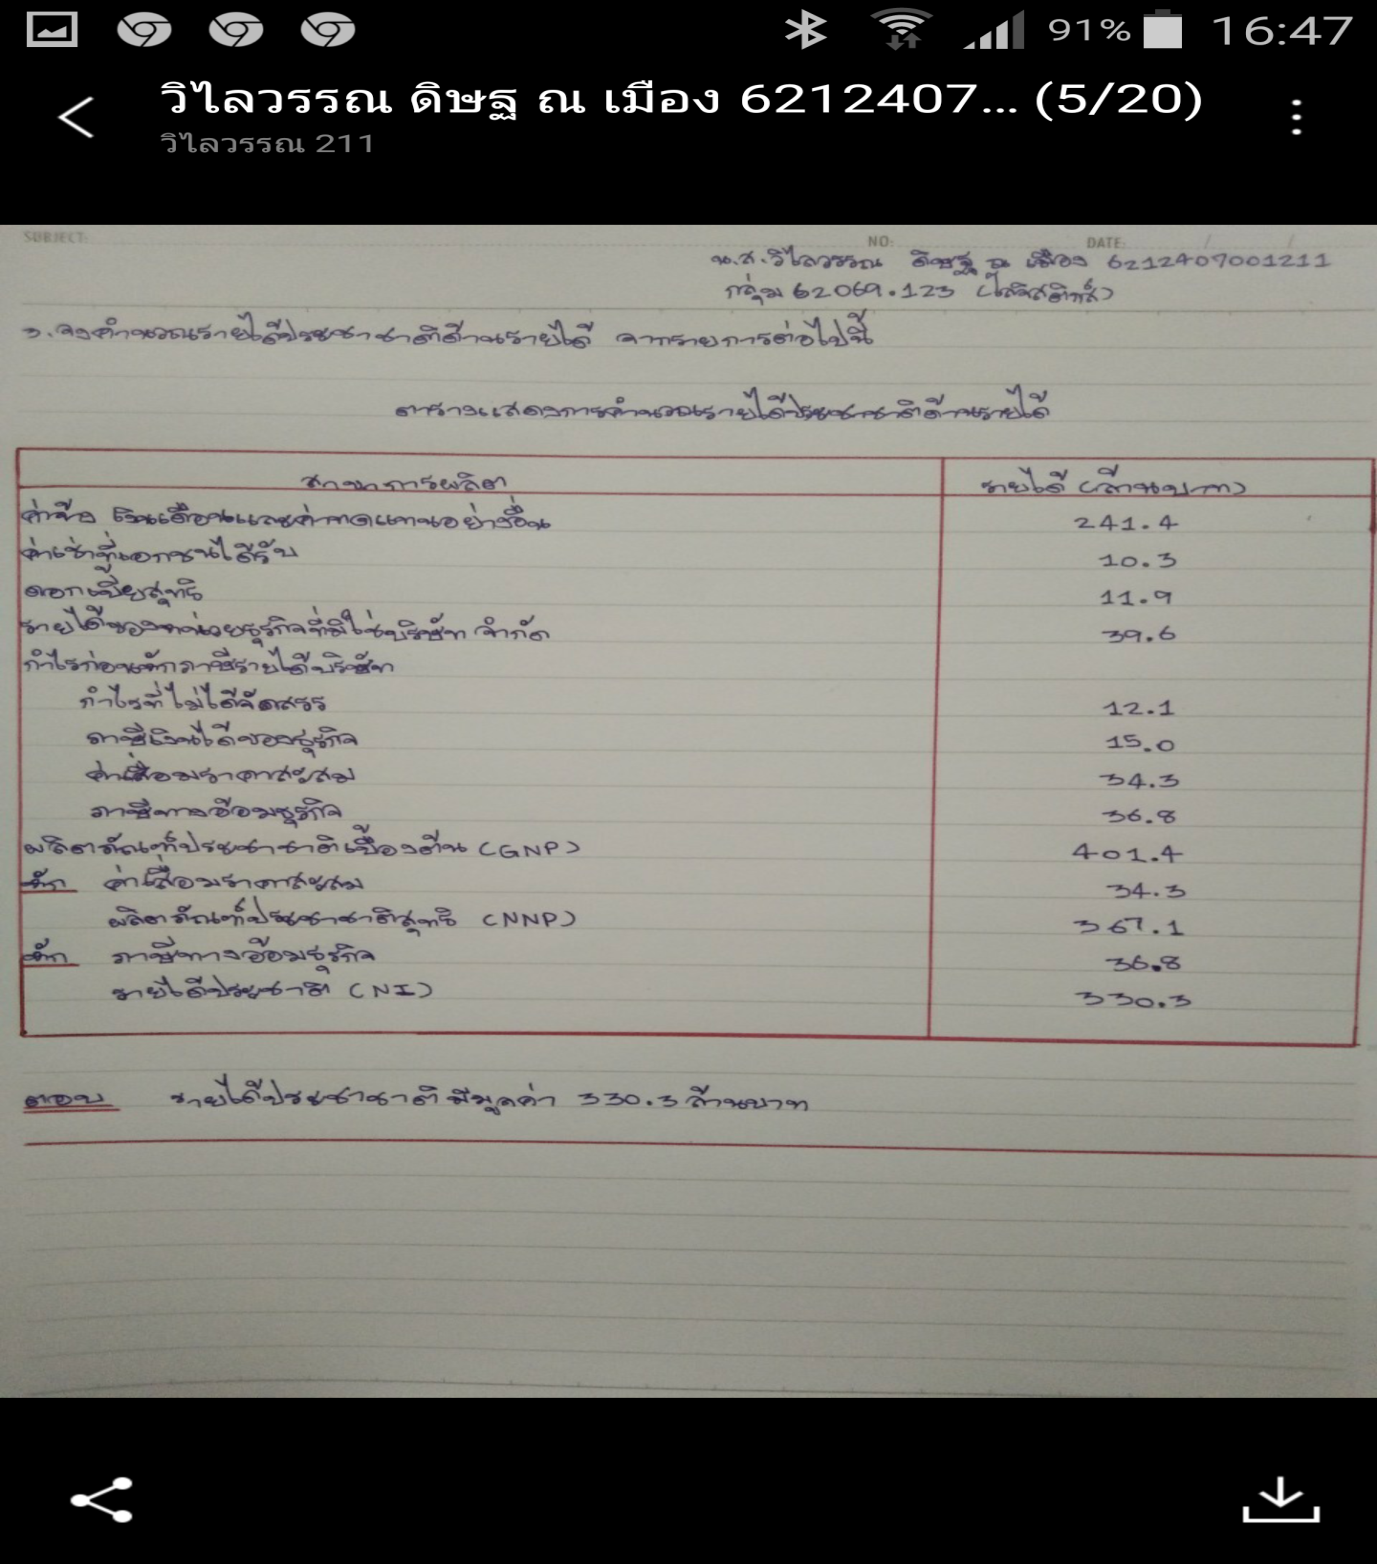 91% 16:47
วิไลวรรณ ดิษฐ ณ เมือง 6212407... (5/20)
วิไลวรรณ 211
SUBJECT: NO: DATE: / /
น.ส.วิไลวรรณ ดิษฐ ณ เมือง 6212407001211
กลุ่ม 62069.123 (โลจิสติกส์)
๑. จงคำนวณรายได้ประชาชาติด้านรายได้ จากรายการต่อไปนี้
ตารางแสดงการคำนวณรายได้ประชาชาติด้านรายได้
สาขาการผลิต รายได้ (ล้านบาท)
ค่าจ้าง เงินเดือนและค่าทดแทนอย่างอื่น 241.4
ค่าเช่าที่เอกชนได้รับ 10.3
ดอกเบี้ยสุทธิ 11.9
รายได้ของหน่วยธุรกิจที่มิใช่บริษัท จำกัด 39.6
กำไรก่อนหักภาษีรายได้บริษัท
กำไรที่ไม่ได้จัดสรร 12.1
ภาษีเงินได้ของธุรกิจ 15.0
ค่าเสื่อมราคาสะสม 34.3
ภาษีทางอ้อมธุรกิจ 36.8
ผลิตภัณฑ์ประชาชาติเบื้องต้น (GNP) 401.4
หัก ค่าเสื่อมราคาสะสม 34.3
ผลิตภัณฑ์ประชาชาติสุทธิ (NNP) 367.1
หัก ภาษีทางอ้อมธุรกิจ 36.8
รายได้ประชาติ (NI) 330.3
ตอบ รายได้ประชาชาติ มีมูลค่า 330.3 ล้านบาท